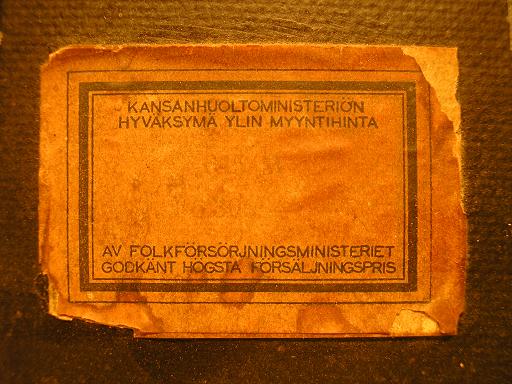 KANSANHUOLTOMINISTERIÖN
HYVÄKSYMÄ YLIN MYYNTIHINTA
AV FOLKFÖRSÖRJNINGSMINISTERIET
GODKÄNT HÖGSTA FÖRSÄLJNINGSPRIS